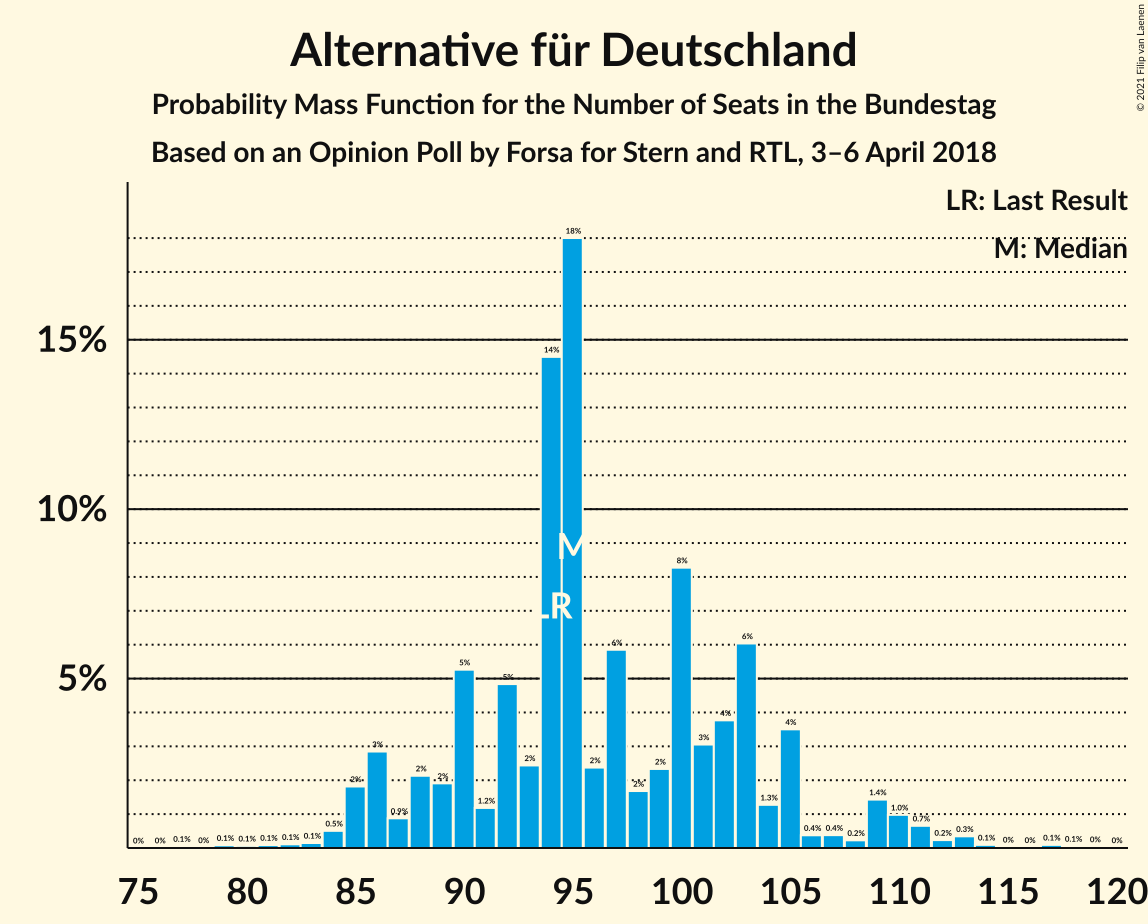 © 2021 Filip van Laenen
Alternative für Deutschland
Probability Mass Function for the Number of Seats in the Bundestag
Based on an Opinion Poll by Forsa for Stern and RTL, 3–6 April 2018
LR: Last Result
M: Median
15%
10%
5%
0% 0% 0.1% 0% 0.1% 0.1% 0.1% 0.1% 0.1% 0.5% 2% 3% 0.9% 2% 2% 5% 1.2% 5% 2% 14% 18% 2% 6% 2% 2% 8% 3% 4% 6% 1.3% 4% 0.4% 0.4% 0.2% 1.4% 1.0% 0.7% 0.2% 0.3% 0.1% 0% 0% 0.1% 0.1% 0% 0%
M
LR
75 80 85 90 95 100 105 110 115 120